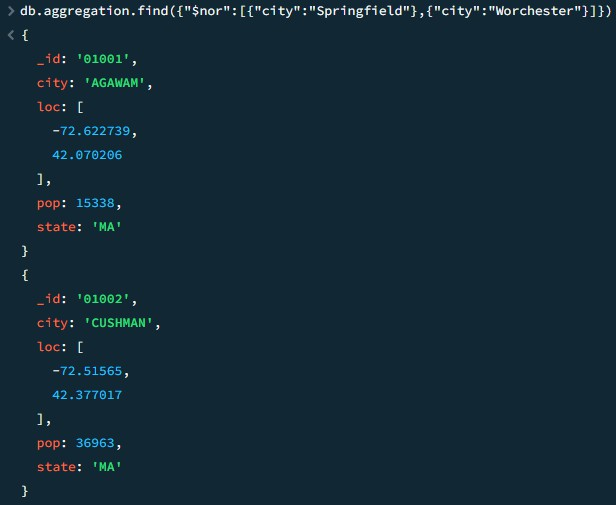 > db.aggregation.find({"$nor":[{"city":"Springfield"},{"city":"Worchester"}]})
< {
_id: '01001',
city: 'AGAWAM',
loc: [
-72.622739,
42.070206
],
pop: 15338,
state: 'MA'
}
{
_id: '01002',
city: 'CUSHMAN',
loc: [
-72.51565,
42.377017
],
pop: 36963,
state: 'MA'
}